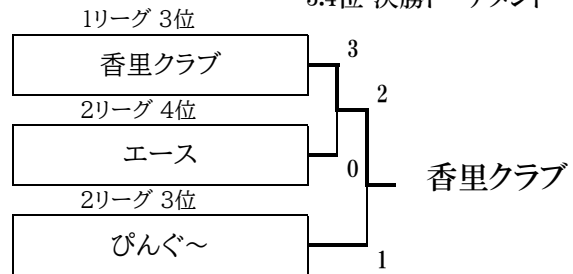 1リーグ 3位
香里クラブ
3
2リーグ 4位
2
エース
0
香里クラブ
2リーグ 3位
ぴんぐ～
1